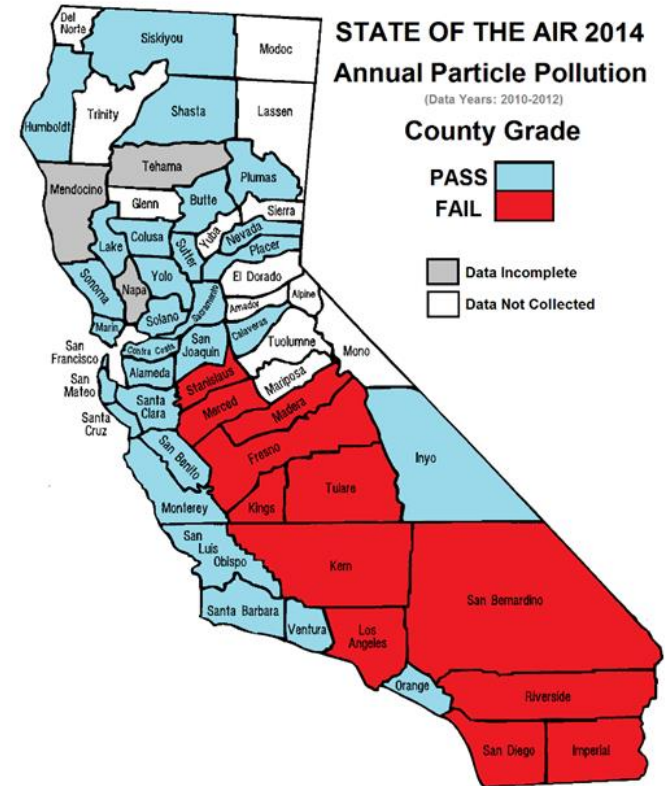 STATE OF THE AIR 2014
Annual Particle Pollution
(Data Years: 2010-2012)
County Grade
PASS
FAIL
Data Incomplete
Data Not Collected
Del
Norte
Siskiyou
Modoc
Humboldt
Trinity
Shasta
Lassen
Mendocino
Tehama
Plumas
Glenn
Butte
Sierra
Lake
Colusa
Sutter
Yuba
Nevada
Placer
Sonoma
Napa
Yolo
El Dorado
Solano
Sacramento
Amador
Alpine
Marin
Contra Costa
San
Joaquin
Calaveras
Tuolumne
Mono
San
Francisco
Alameda
Stanislaus
Mariposa
San
Mateo
Santa
Clara
Merced
Madera
Santa
Cruz
San Benito
Fresno
Inyo
Monterey
Kings
Tulare
San
Luis
Obispo
Kern
San Bernardino
Santa Barbara
Ventura
Los
Angeles
Orange
Riverside
San Diego
Imperial